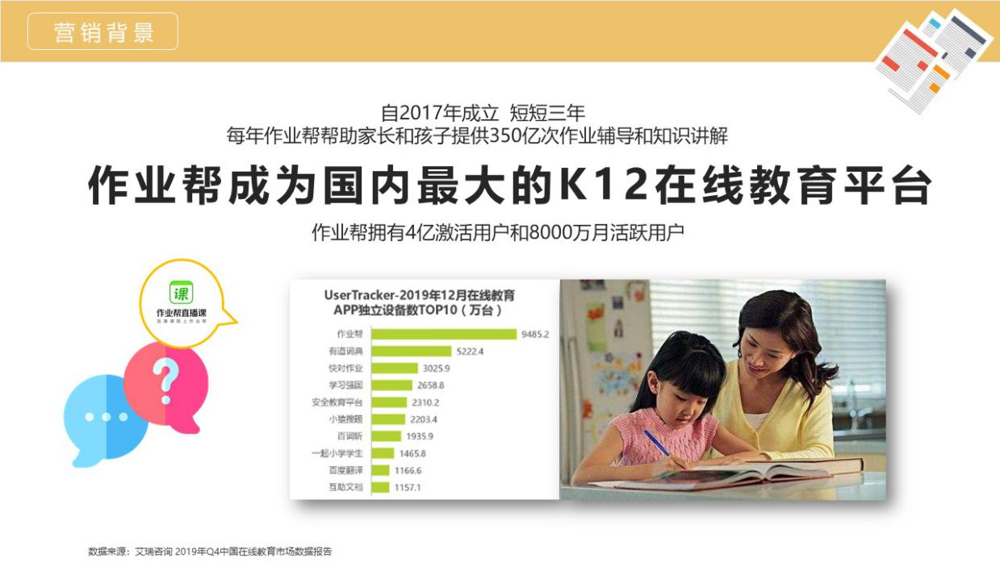 营销背景
自2017年成立 短短三年
每年作业帮帮助家长和孩子提供350亿次作业辅导和知识讲解
作业帮成为国内最大的K12在线教育平台
作业帮拥有4亿激活用户和8000万月活跃用户
课
作业帮直播课
直播课就上作业帮
?
UserTracker-2019年12月在线教育
APP独立设备数TOP10（万台）
作业帮 9485.2
有道词典 5222.4
快对作业 3025.9
学习强国 2658.8
安全教育平台 2310.2
小猿搜题 2203.4
百词斩 1935.9
一起小学学生 1465.8
百度翻译 1166.6
互助文档 1157.1
数据来源：艾瑞咨询 2019年Q4中国在线教育市场数据报告